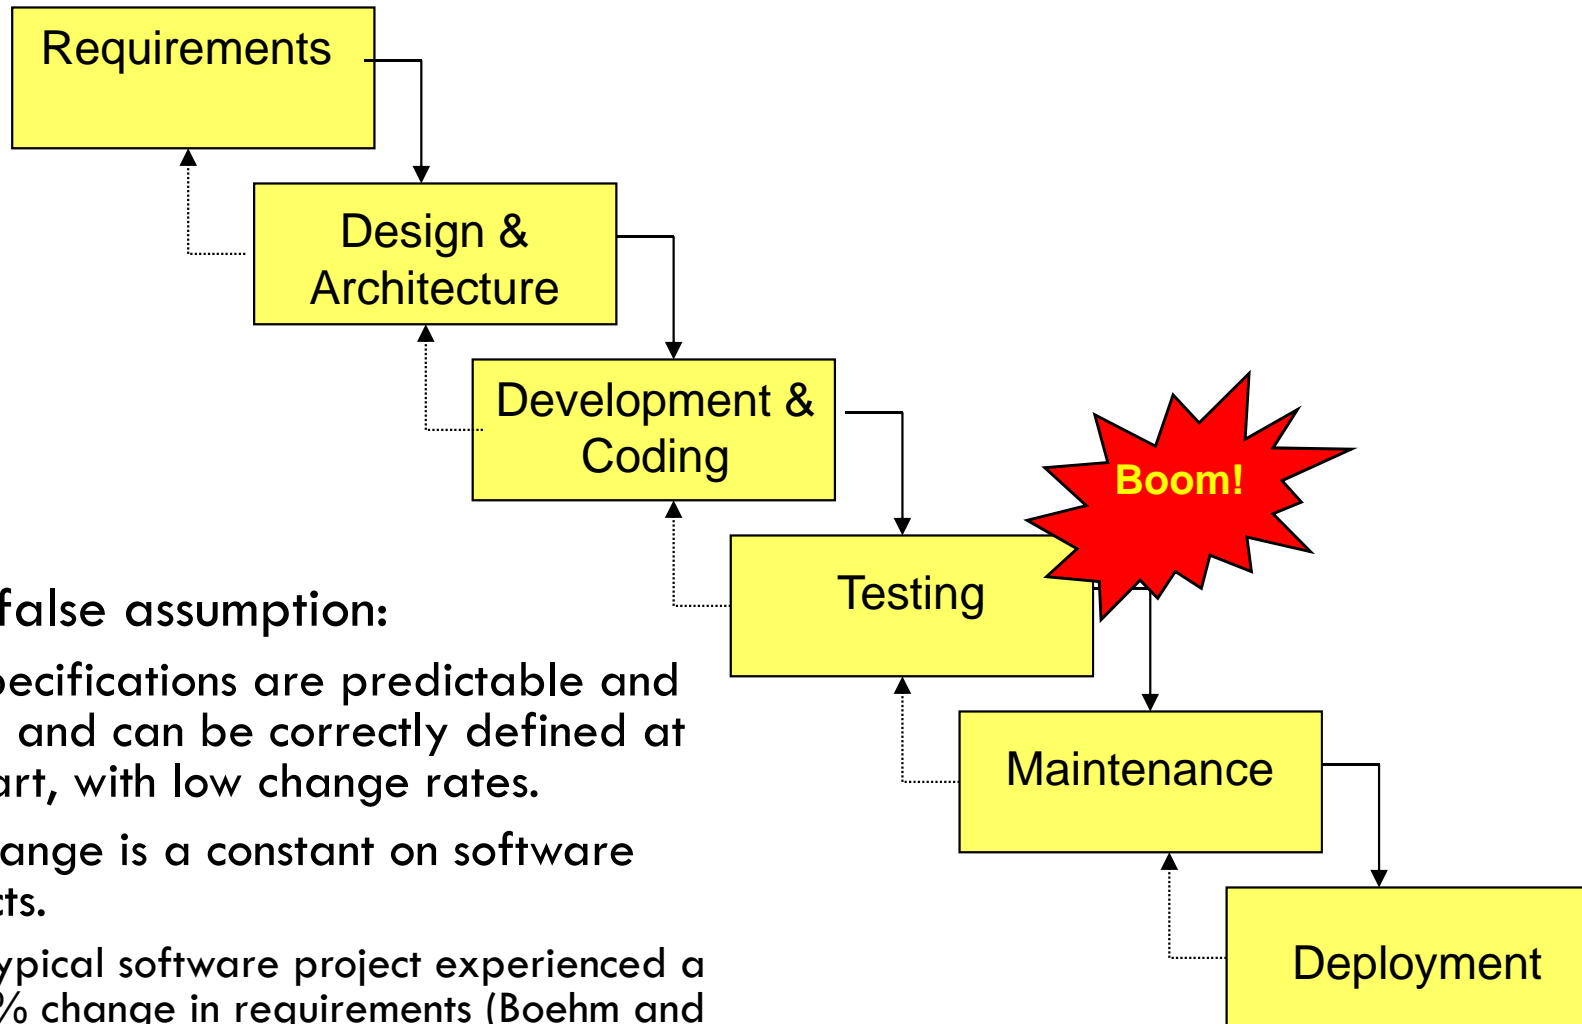 Requirements
Design &
Architecture
Development &
Coding
Boom!
Testing
Maintenance
Deployment
false assumption:
pecifications are predictable and
and can be correctly defined at
art, with low change rates.
ange is a constant on software
cts.
ypical software project experienced a
% change in requirements (Boehm and